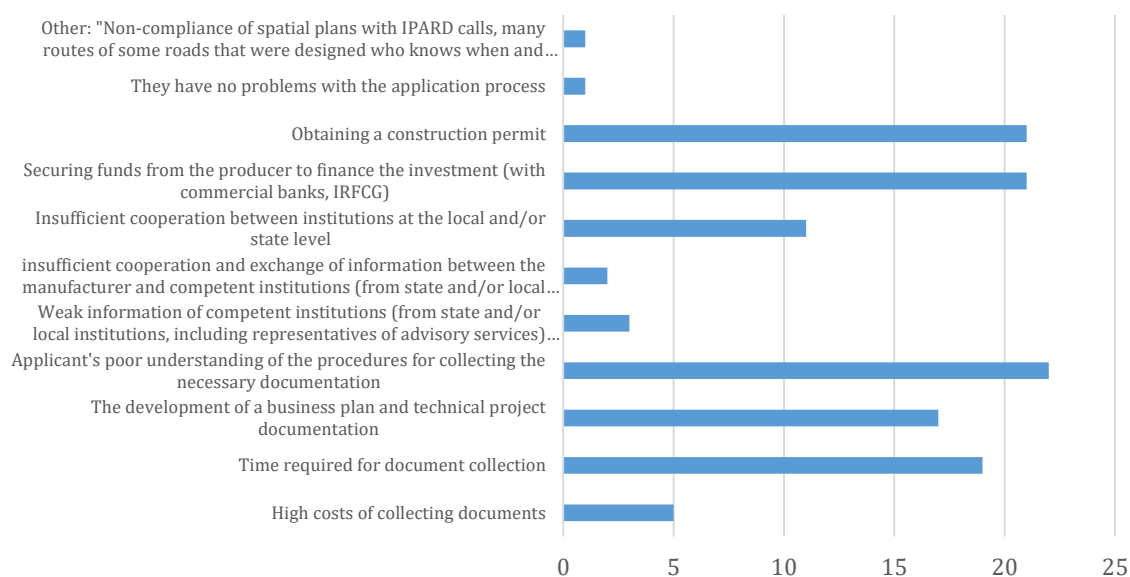 Other: "Non-compliance of spatial plans with IPARD calls, many
routes of some roads that were designed who knows when and…
They have no problems with the application process
Obtaining a construction permit
Securing funds from the producer to finance the investment (with
commercial banks, IRFCG)
Insufficient cooperation between institutions at the local and/or
state level
insufficient cooperation and exchange of information between the
manufacturer and competent institutions (from state and/or local…
Weak information of competent institutions (from state and/or
local institutions, including representatives of advisory services)…
Applicant's poor understanding of the procedures for collecting the
necessary documentation
The development of a business plan and technical project
documentation
Time required for document collection
High costs of collecting documents
0 5 10 15 20 25